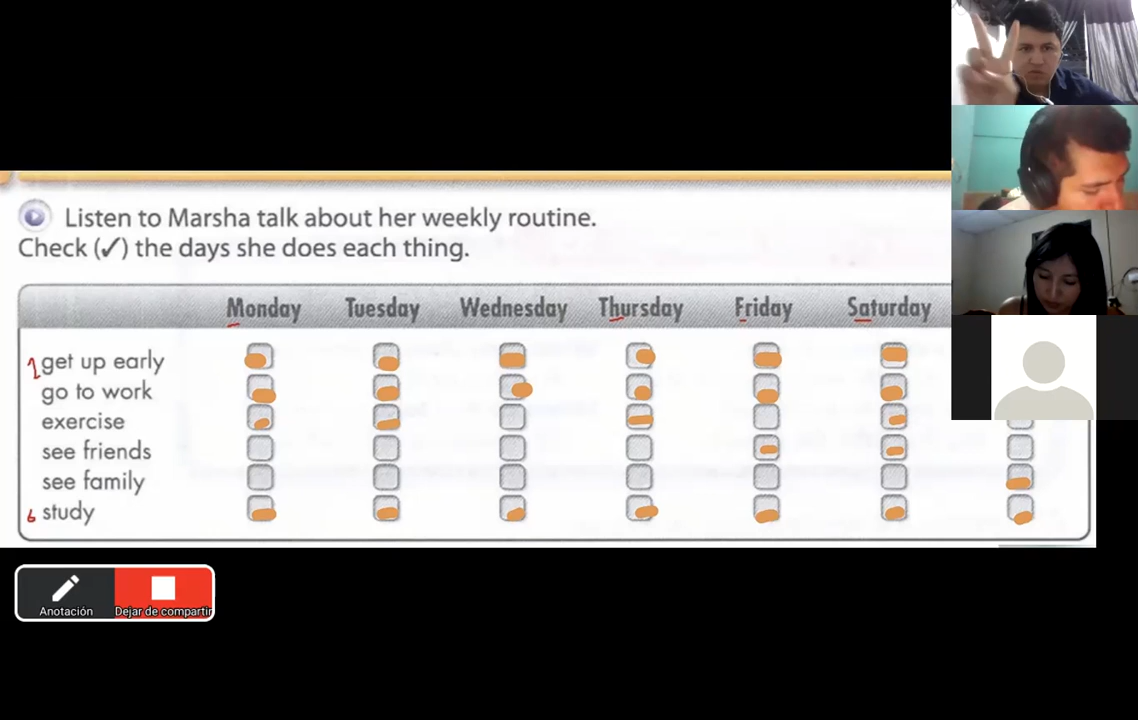 Listen to Marsha talk about her weekly routine.
Check (✓) the days she does each thing.
Monday Tuesday Wednesday Thursday Friday Saturday
1 get up early
go to work
exercise
see friends
see family
6 study
Anotación Dejar de compartir